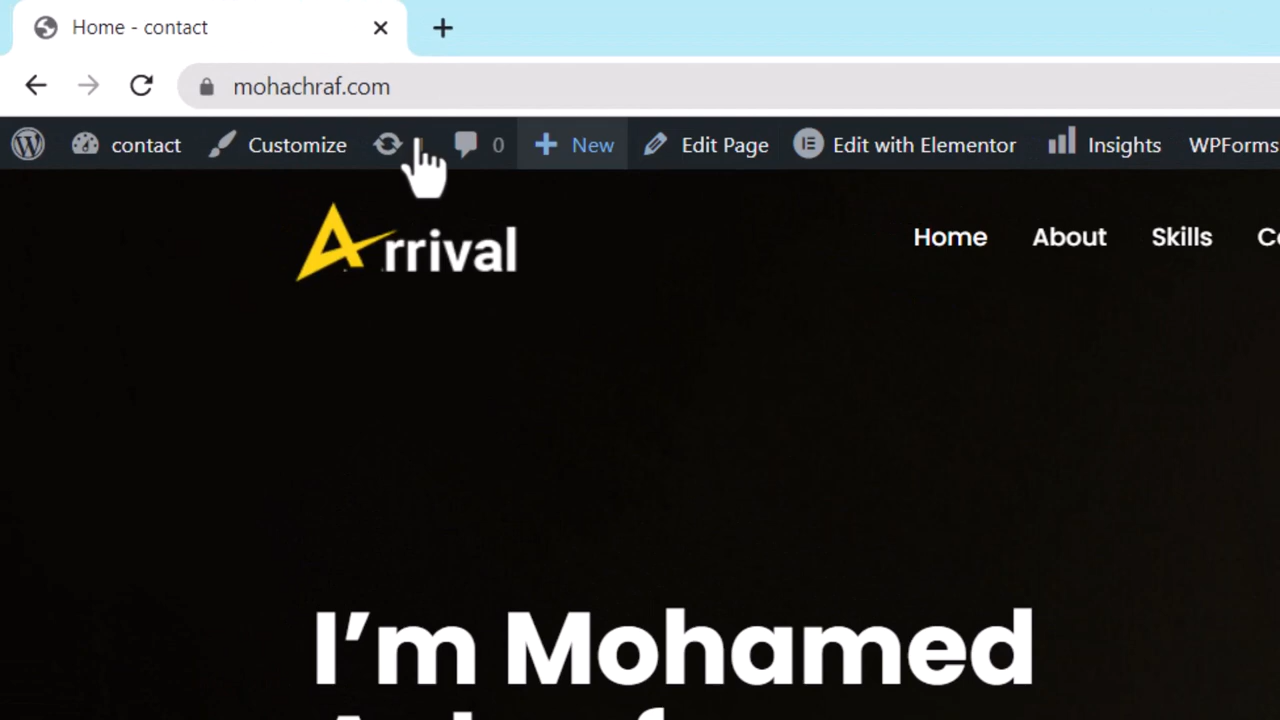 Home - contact
mohachraf.com
contact Customize 0 New Edit Page Edit with Elementor Insights WPForms
Arrival Home About Skills
I’m Mohamed